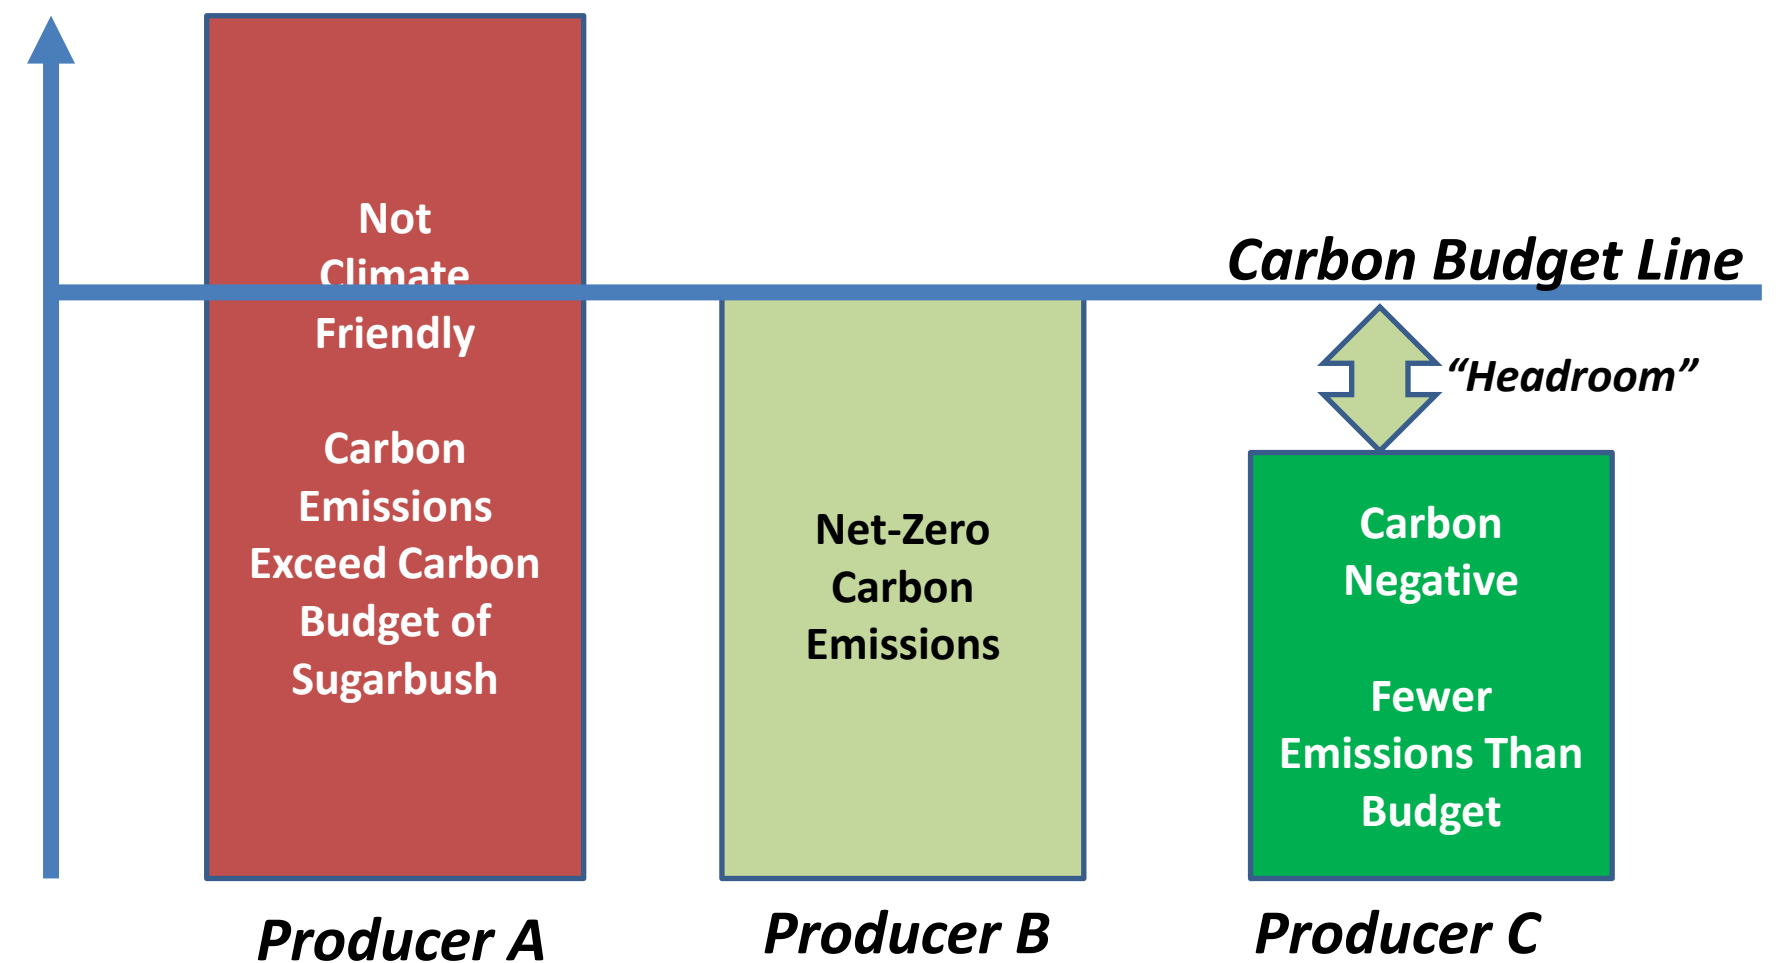 Not
Climate
Friendly
Carbon
Emissions
Exceed Carbon
Budget of
Sugarbush
Net-Zero
Carbon
Emissions
Carbon Budget Line
“Headroom”
Carbon
Negative
Fewer
Emissions Than
Budget
Producer A
Producer B
Producer C